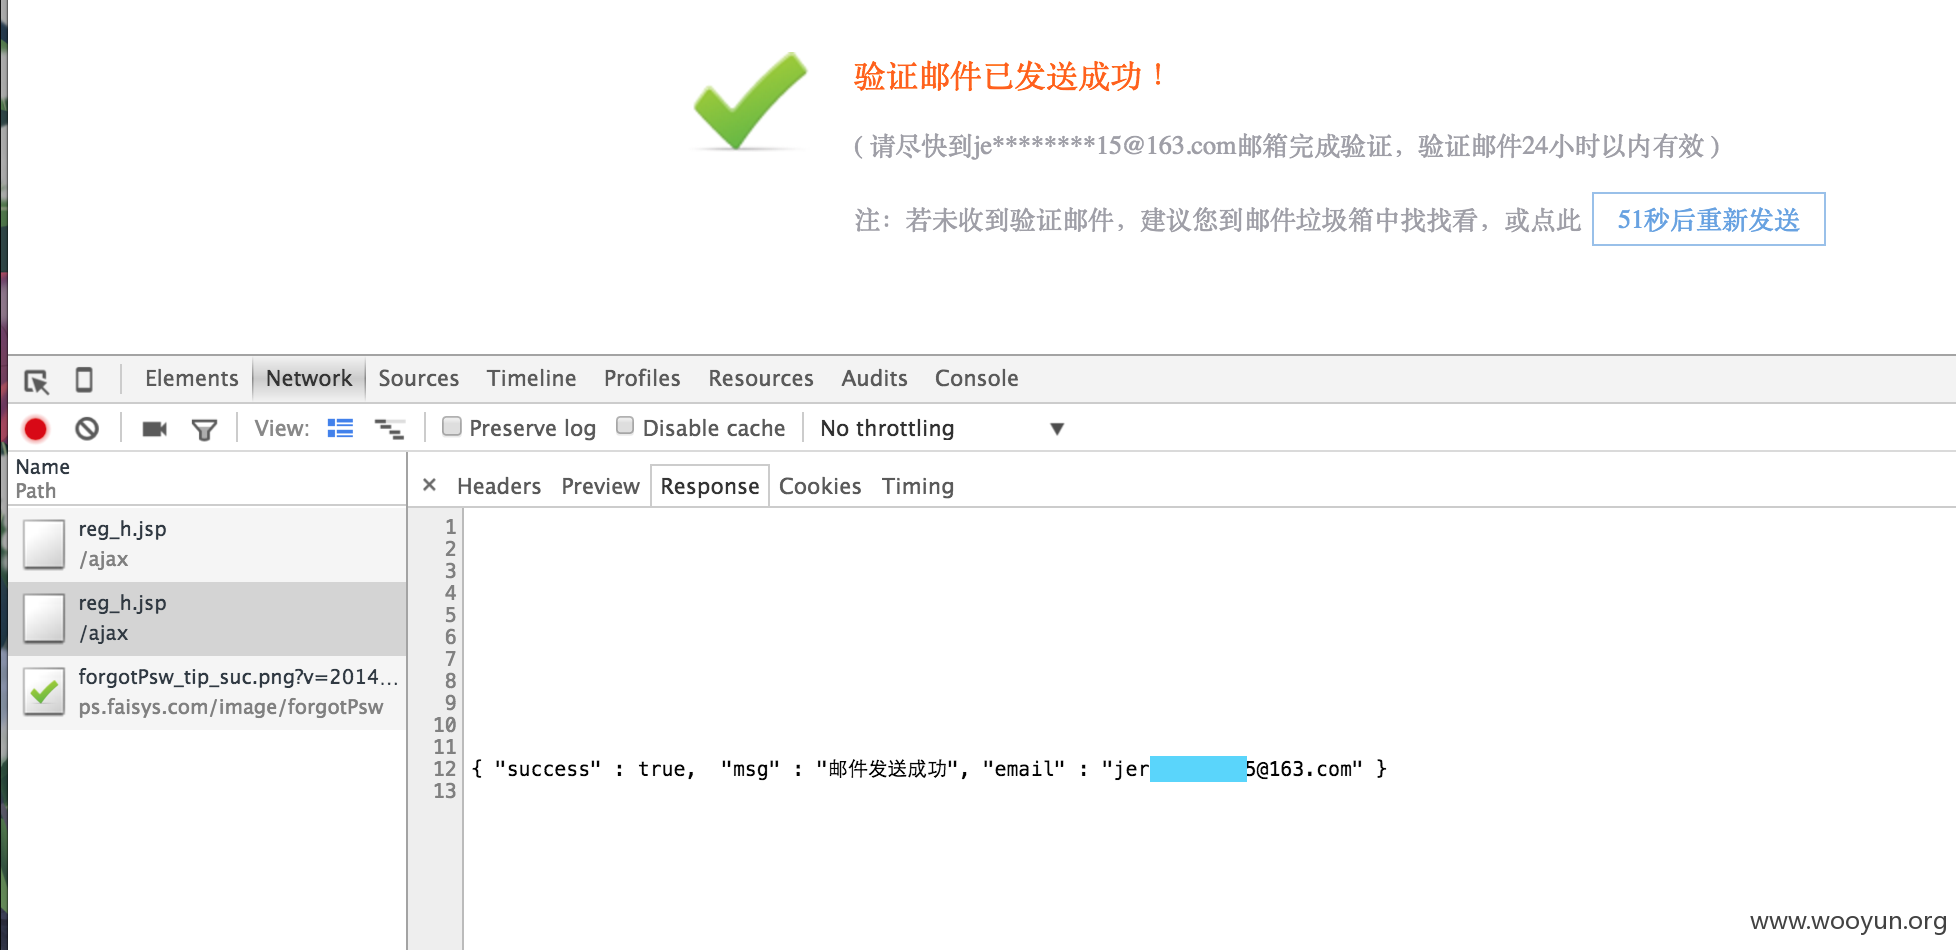 验证邮件已发送成功！
( 请尽快到je********15@163.com邮箱完成验证，验证邮件24小时以内有效 )
注：若未收到验证邮件，建议您到邮件垃圾箱中找找看，或点此 51秒后重新发送
Elements Network Sources Timeline Profiles Resources Audits Console
View: Preserve log Disable cache No throttling
Name
Path
× Headers Preview Response Cookies Timing
reg_h.jsp
/ajax
reg_h.jsp
/ajax
forgotPsw_tip_suc.png?v=2014...
ps.faisys.com/image/forgotPsw
1
2
3
4
5
6
7
8
9
10
11
12 { "success" : true,  "msg" : "邮件发送成功", "email" : "jer 5@163.com" }
13
www.wooyun.org